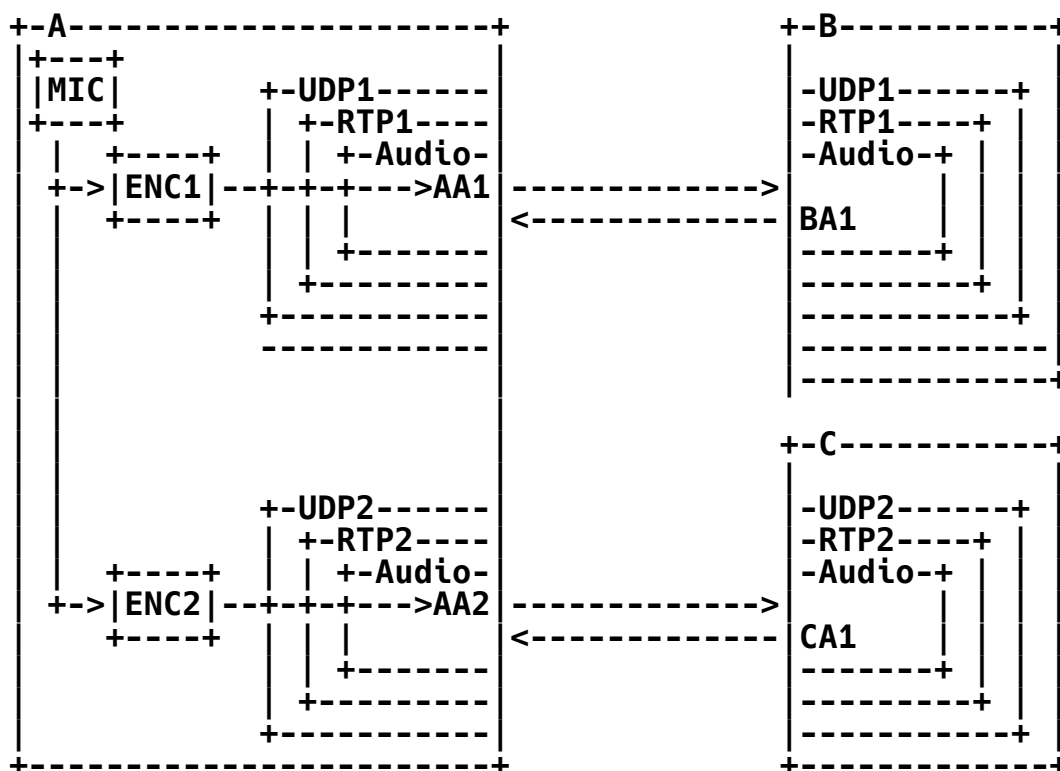 +-A-----------------------+              +-B-----------+
|+---+                    |              |             |
||MIC|       +-UDP1------ |              |-UDP1------+ |
|+---+       | +-RTP1---- |              |-RTP1----+ | |
| |  +----+  | | +-Audio- |              |-Audio-+ | | |
| +->|ENC1|--+-+-+--->AA1 |------------->|       | | | |
| |  +----+  | | |        |<-------------|BA1    | | | |
| |          | | +------- |              |-------+ | | |
| |          | +--------- |              |---------+ | |
| |          +----------- |              |-----------+ |
| |          ------------ |              |-------------|
| |                       |              |-------------+
| |                       |              |
| |                       |              +-C-----------+
| |                       |              |             |
| |          +-UDP2------ |              |-UDP2------+ |
| |          | +-RTP2---- |              |-RTP2----+ | |
| |  +----+  | | +-Audio- |              |-Audio-+ | | |
| +->|ENC2|--+-+-+--->AA2 |------------->|       | | | |
|    +----+  | | |        |<-------------|CA1    | | | |
|            | | +------- |              |-------+ | | |
|            | +--------- |              |---------+ | |
|            +----------- |              |-----------+ |
+-------------------------+              +-------------+